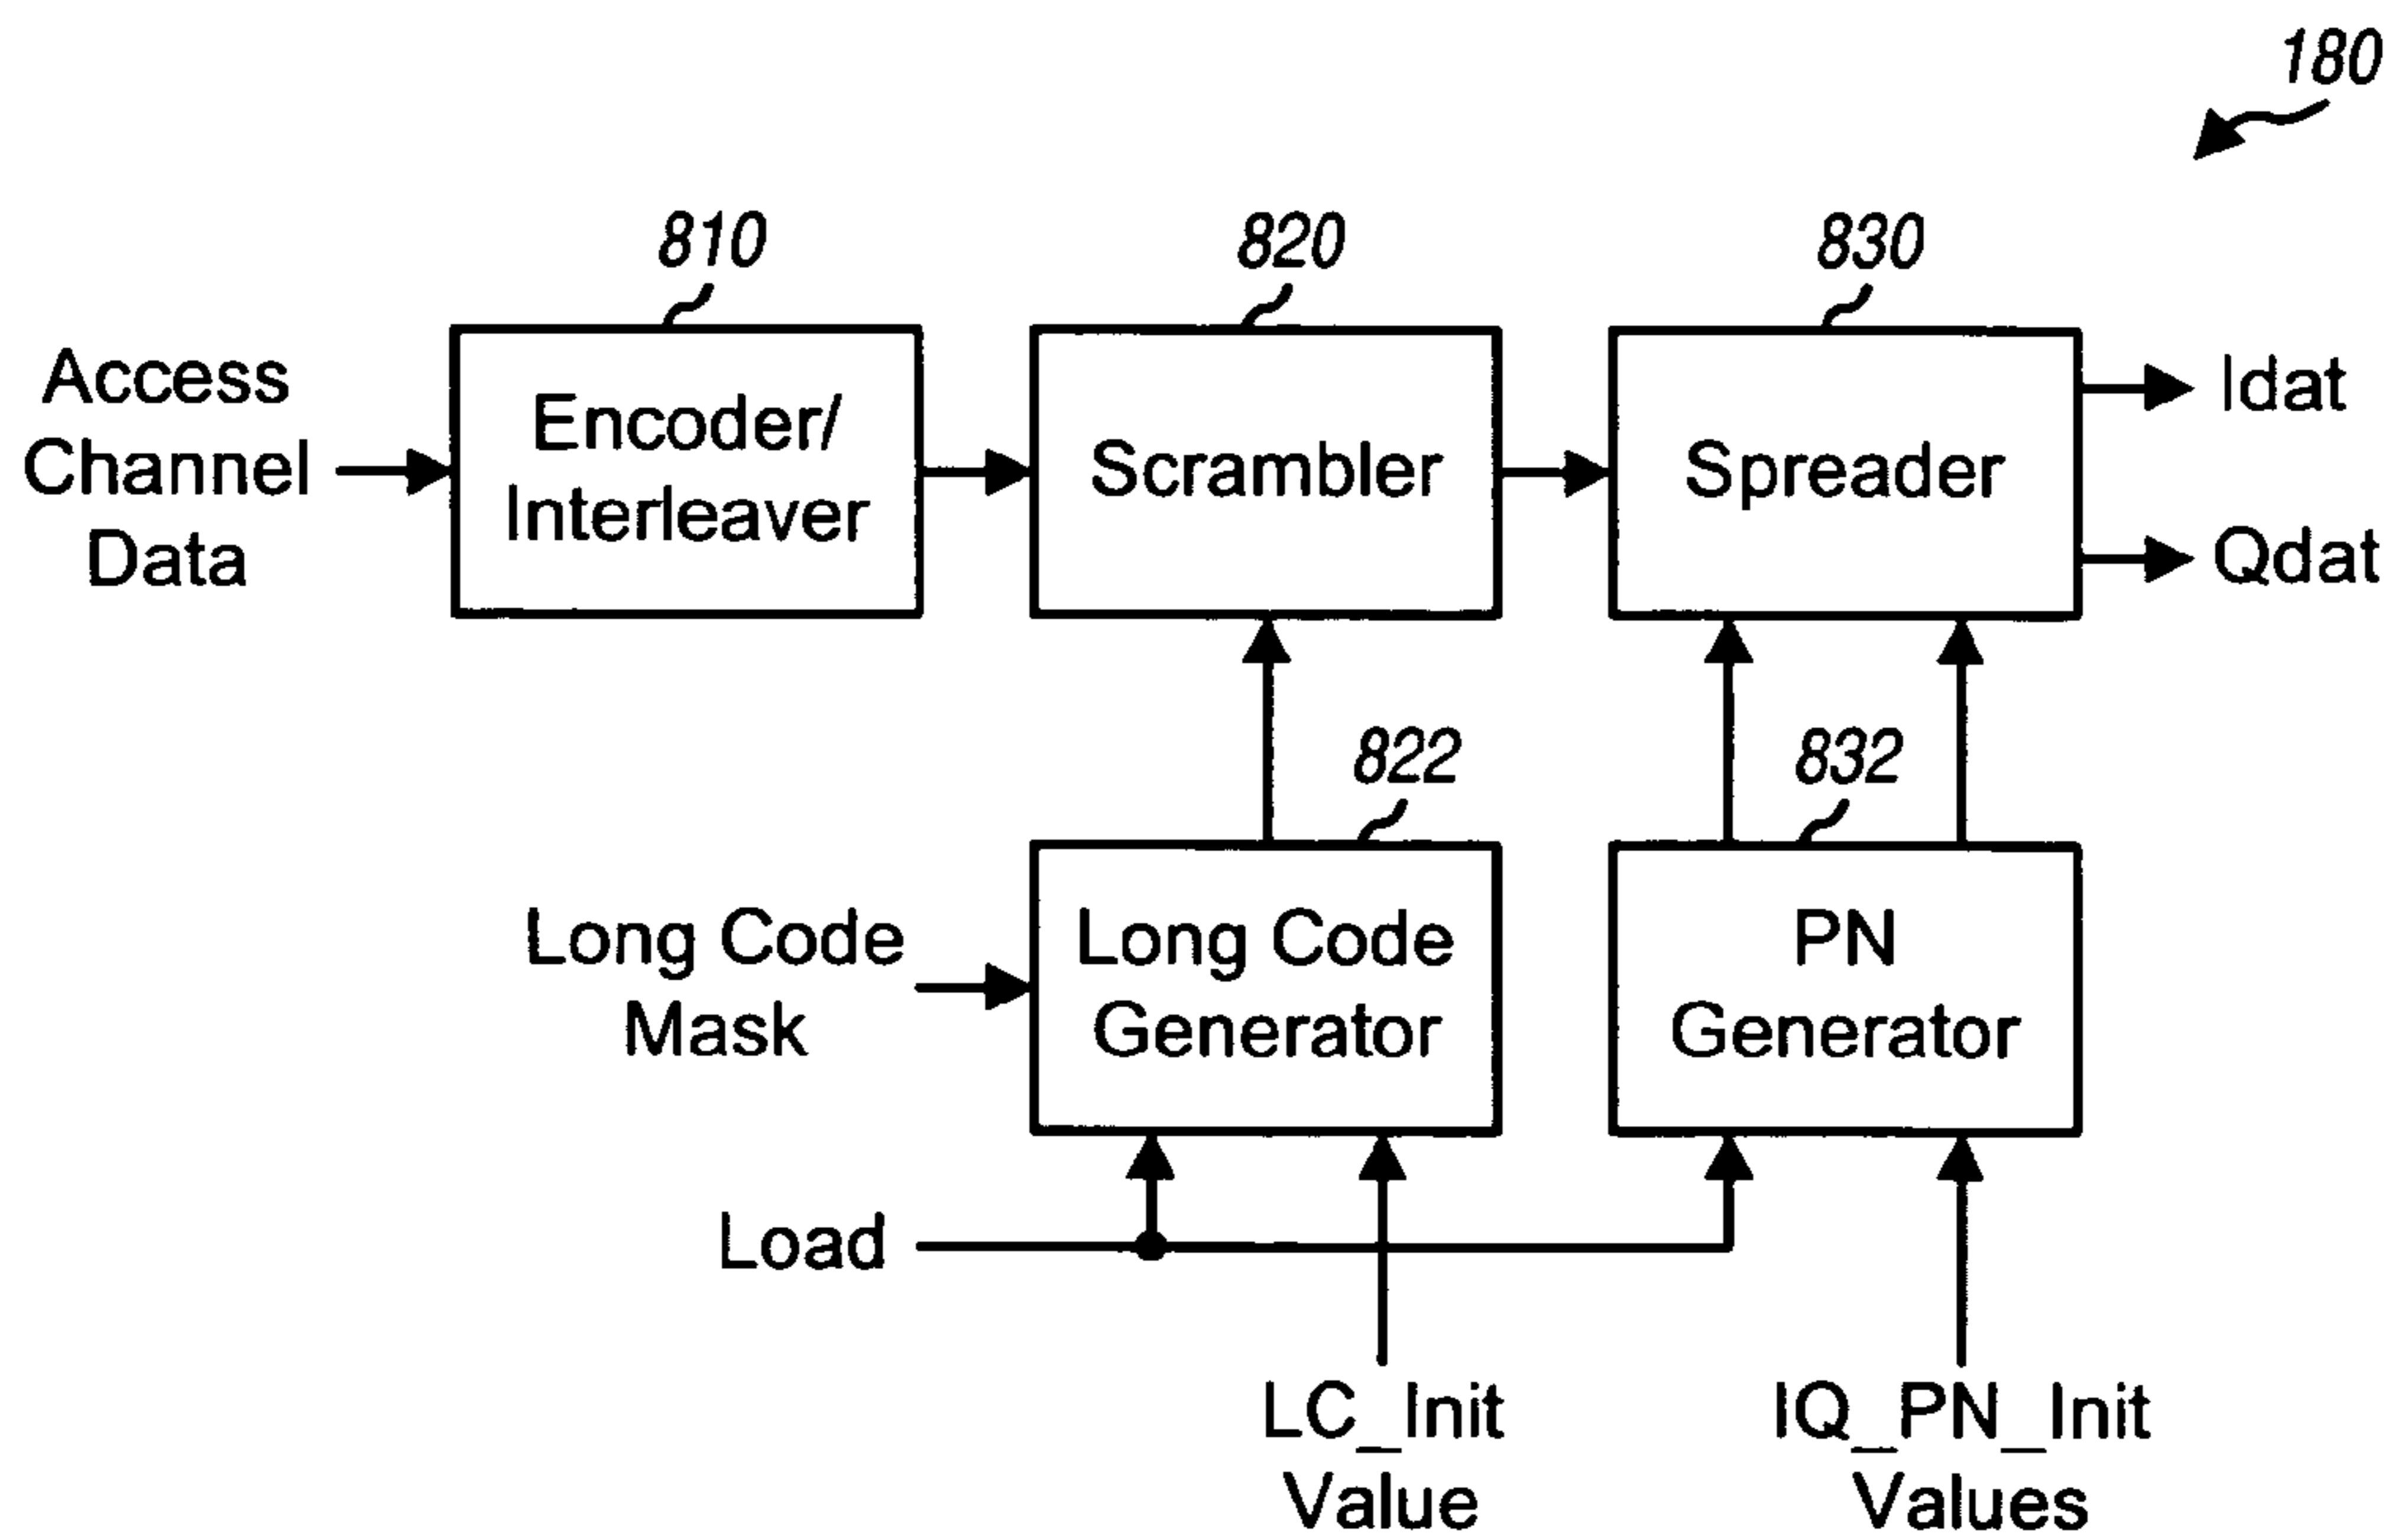 180
810
820
830
Access
Channel
Data
Encoder/
Interleaver
Scrambler
Spreader
Idat
Qdat
822
832
Long Code
Mask
Long Code
Generator
PN
Generator
Load
LC_Init
Value
IQ_PN_Init
Values